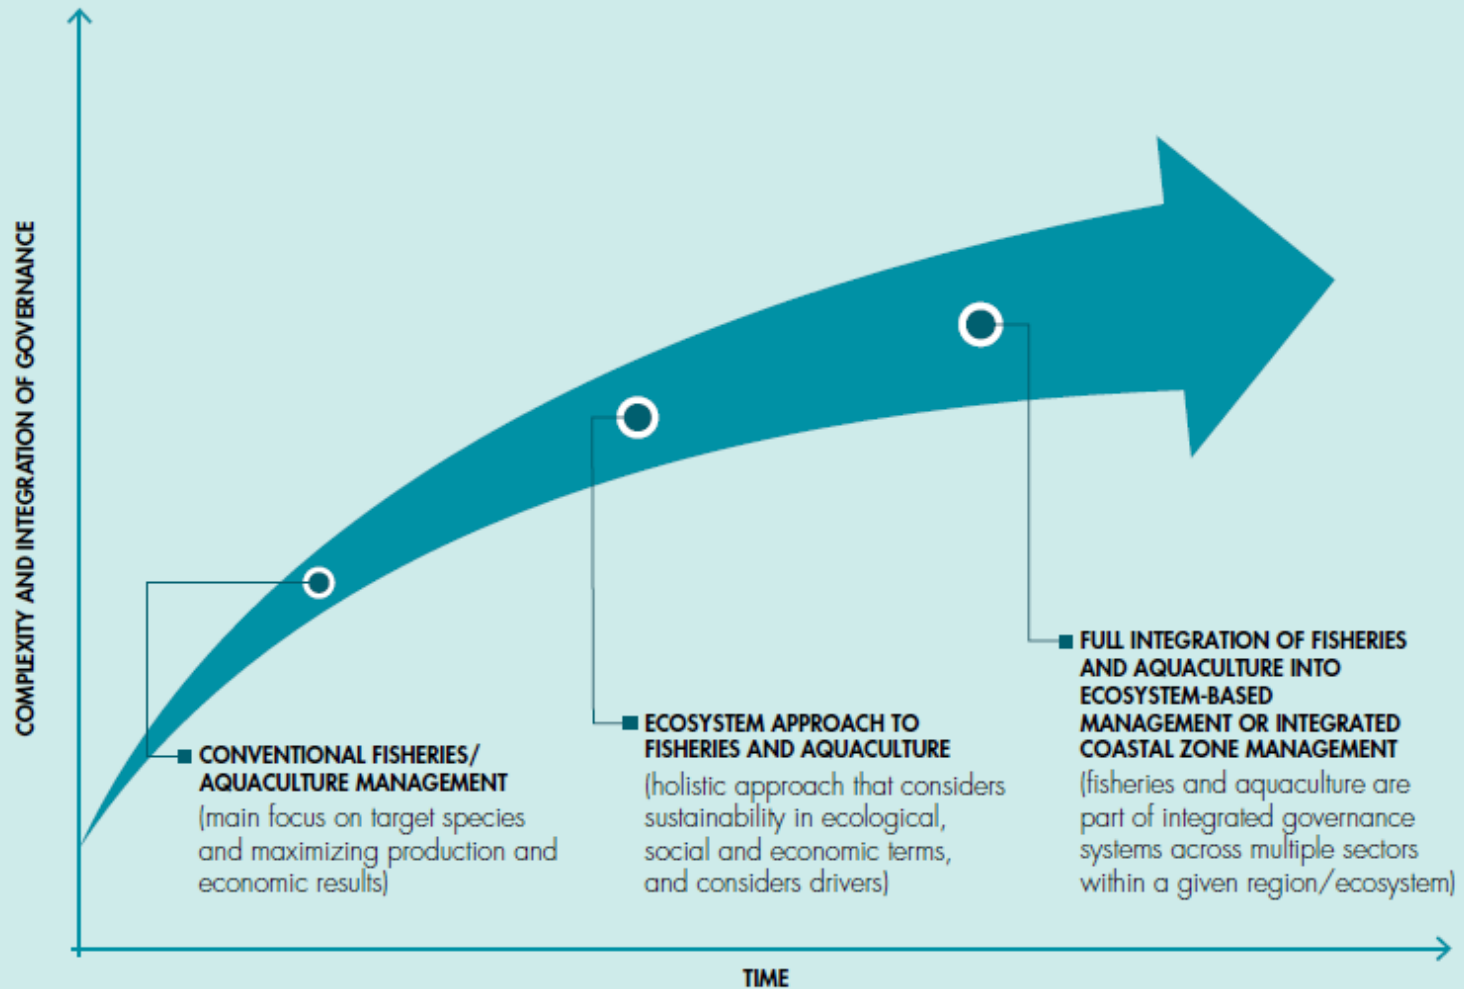 COMPLEXITY AND INTEGRATION OF GOVERNANCE
CONVENTIONAL FISHERIES/
AQUACULTURE MANAGEMENT
(main focus on target species
and maximizing production and
economic results)
ECOSYSTEM APPROACH TO
FISHERIES AND AQUACULTURE
(holistic approach that considers
sustainability in ecological,
social and economic terms,
and considers drivers)
FULL INTEGRATION OF FISHERIES
AND AQUACULTURE INTO
ECOSYSTEM-BASED
MANAGEMENT OR INTEGRATED
COASTAL ZONE MANAGEMENT
(fisheries and aquaculture are
part of integrated governance
systems across multiple sectors
within a given region/ecosystem)
TIME